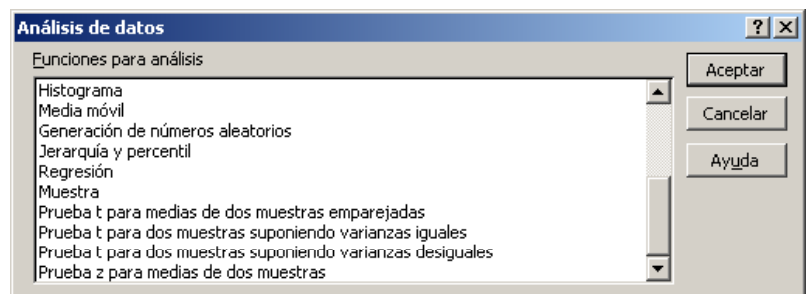 Análisis de datos
Funciones para análisis
Histograma
Media móvil
Generación de números aleatorios
Jerarquía y percentil
Regresión
Muestra
Prueba t para medias de dos muestras emparejadas
Prueba t para dos muestras suponiendo varianzas iguales
Prueba t para dos muestras suponiendo varianzas desiguales
Prueba z para medias de dos muestras
Aceptar
Cancelar
Ayuda